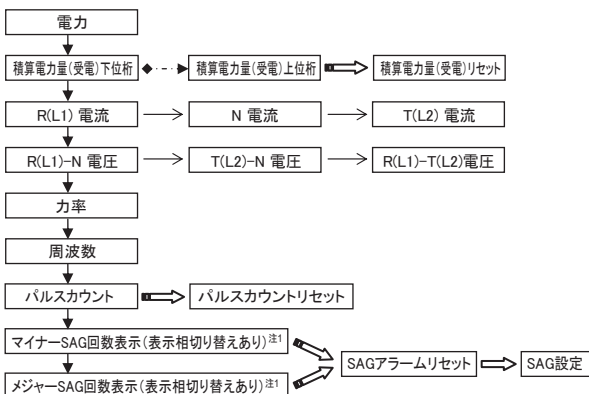 電力
積算電力量(受電)下位桁 積算電力量(受電)上位桁 積算電力量(受電)リセット
R(L1) 電流 N 電流 T(L2) 電流
R(L1)-N 電圧 T(L2)-N 電圧 R(L1)-T(L2)電圧
力率
周波数
パルスカウント パルスカウントリセット
マイナーSAG回数表示(表示相切り替えあり)注1
SAGアラームリセット SAG設定
メジャーSAG回数表示(表示相切り替えあり)注1